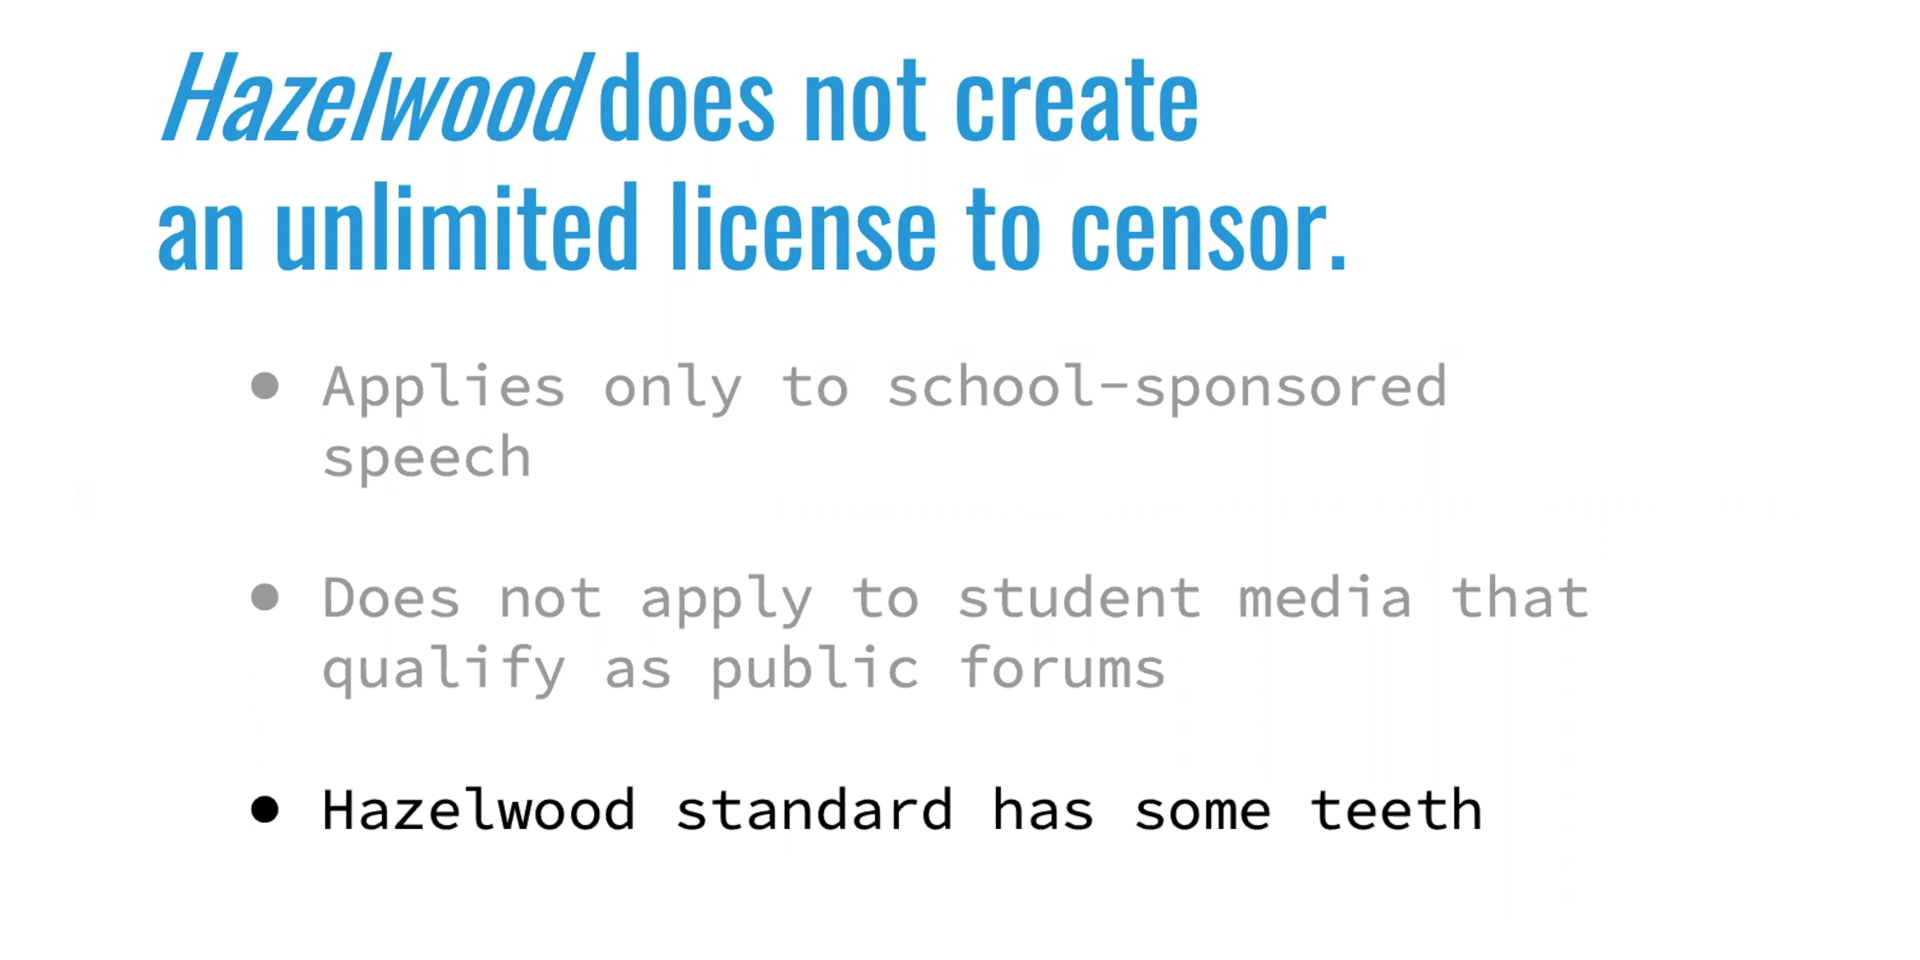 Hazelwood does not create
an unlimited license to censor.
● Applies only to school-sponsored
speech
● Does not apply to student media that
qualify as public forums
● Hazelwood standard has some teeth